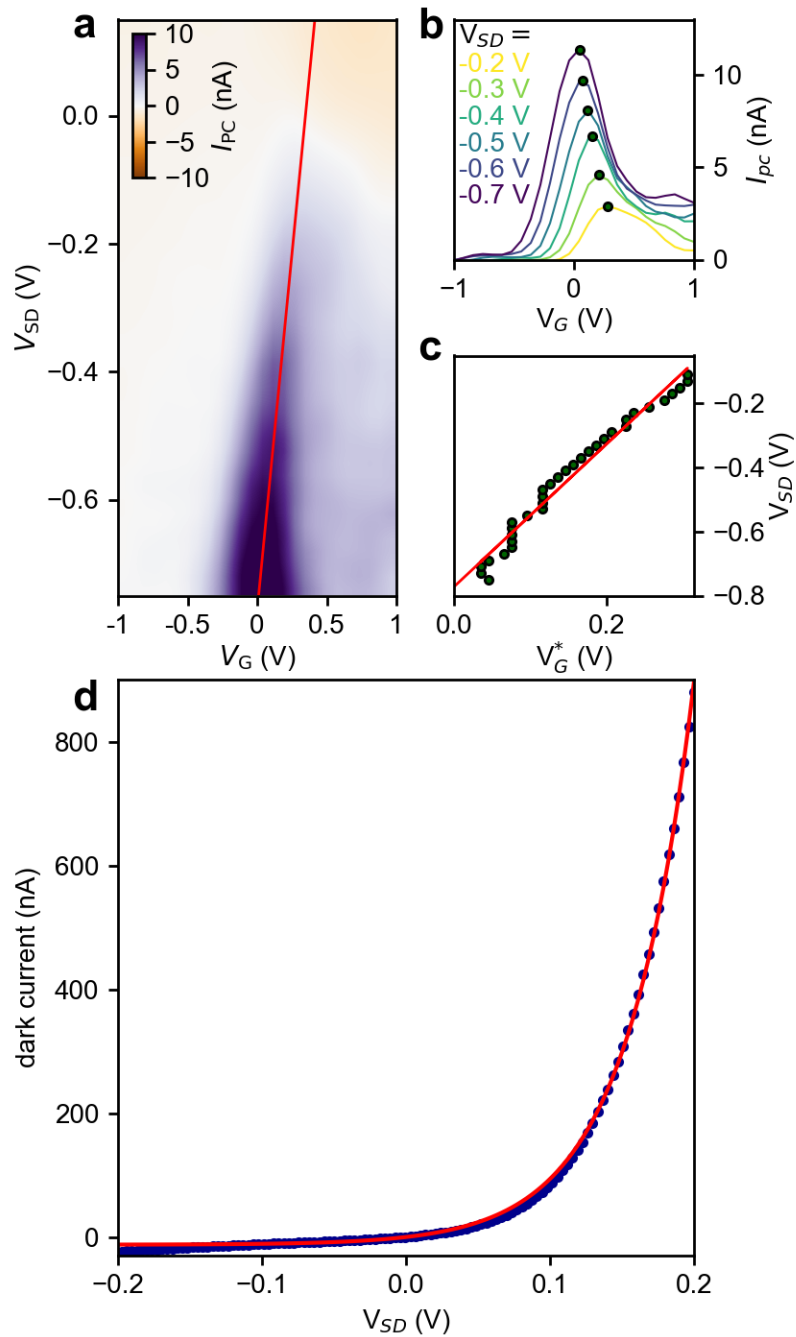 a
10
5
0
−5
−10
I_PC (nA)
0.0
−0.2
−0.4
−0.6
V_SD (V)
-1
-0.5
0
0.5
1
V_G (V)
b
V_SD =
-0.2 V
-0.3 V
-0.4 V
-0.5 V
-0.6 V
-0.7 V
10
5
0
I_pc (nA)
−1
0
1
V_G (V)
c
−0.2
−0.4
−0.6
−0.8
V_SD (V)
0.0
0.2
V_G^* (V)
d
800
600
400
200
0
dark current (nA)
−0.2
−0.1
0.0
0.1
0.2
V_SD (V)